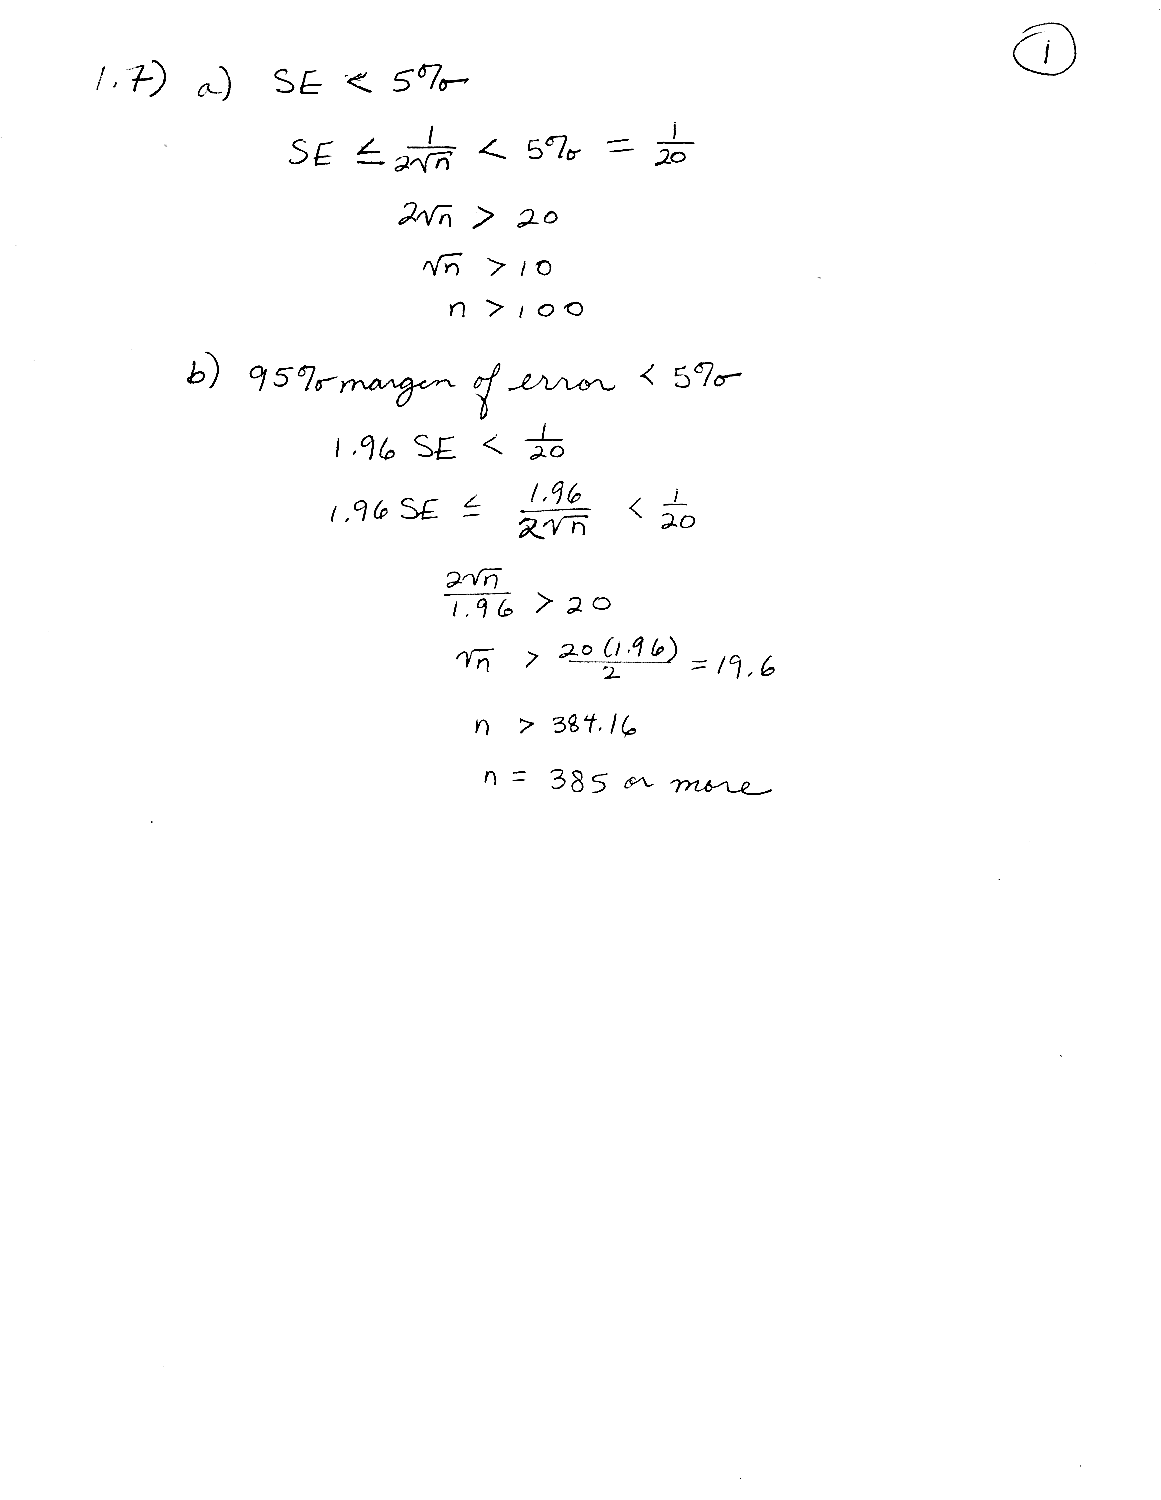 1
1.7) a) SE < 5%
SE ≤ 1/(2√n) < 5% = 1/20
2√n > 20
√n > 10
n > 100
b) 95% margin of error < 5%
1.96 SE < 1/20
1.96 SE ≤ 1.96/(2√n) < 1/20
2√n/1.96 > 20
√n > 20(1.96)/2 = 19.6
n > 384.16
n = 385 or more